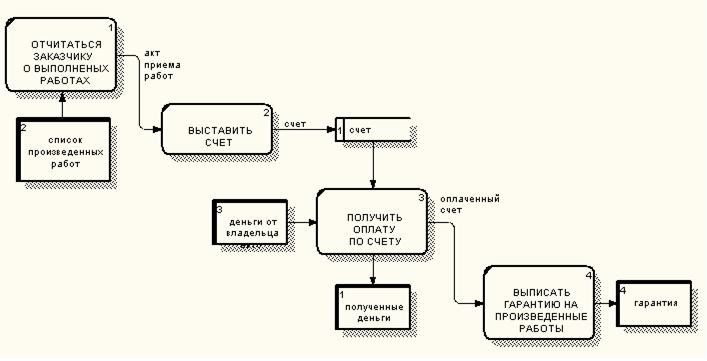 1
ОТЧИТАТЬСЯ
ЗАКАЗЧИКУ
О ВЫПОЛНЕНЫХ
РАБОТАХ
акт
приема
работ
2
список
произведенных
работ
2
ВЫСТАВИТЬ
СЧЕТ
счет
1 счет
3
деньги от
владельца
3
ПОЛУЧИТЬ
ОПЛАТУ
ПО СЧЕТУ
оплаченный
счет
1
полученные
деньги
4
ВЫПИСАТЬ
ГАРАНТИЮ НА
ПРОИЗВЕДЕННЫЕ
РАБОТЫ
4
гарантия